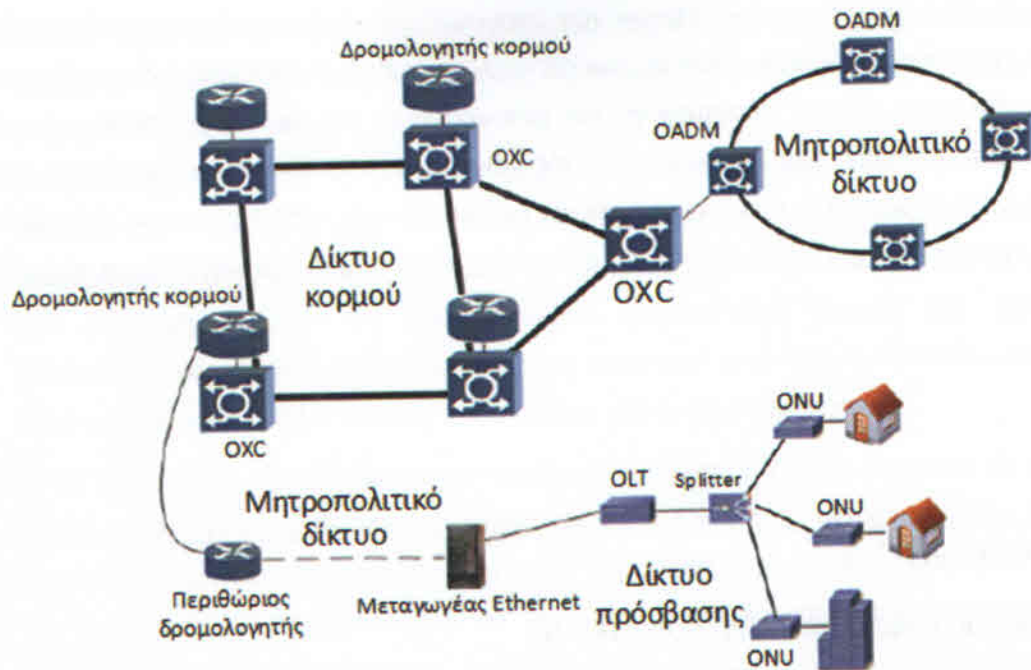 OADM
Δρομολογητής κορμού
OADM
Μητροπολιτικό
δίκτυο
OXC
Δίκτυο
κορμού
OXC
Δρομολογητής κορμού
OXC
ONU
Μητροπολιτικό
δίκτυο
OLT
Splitter
ONU
Περιθώριος
δρομολογητής
Μεταγωγέας Ethernet
Δίκτυο
πρόσβασης
ONU